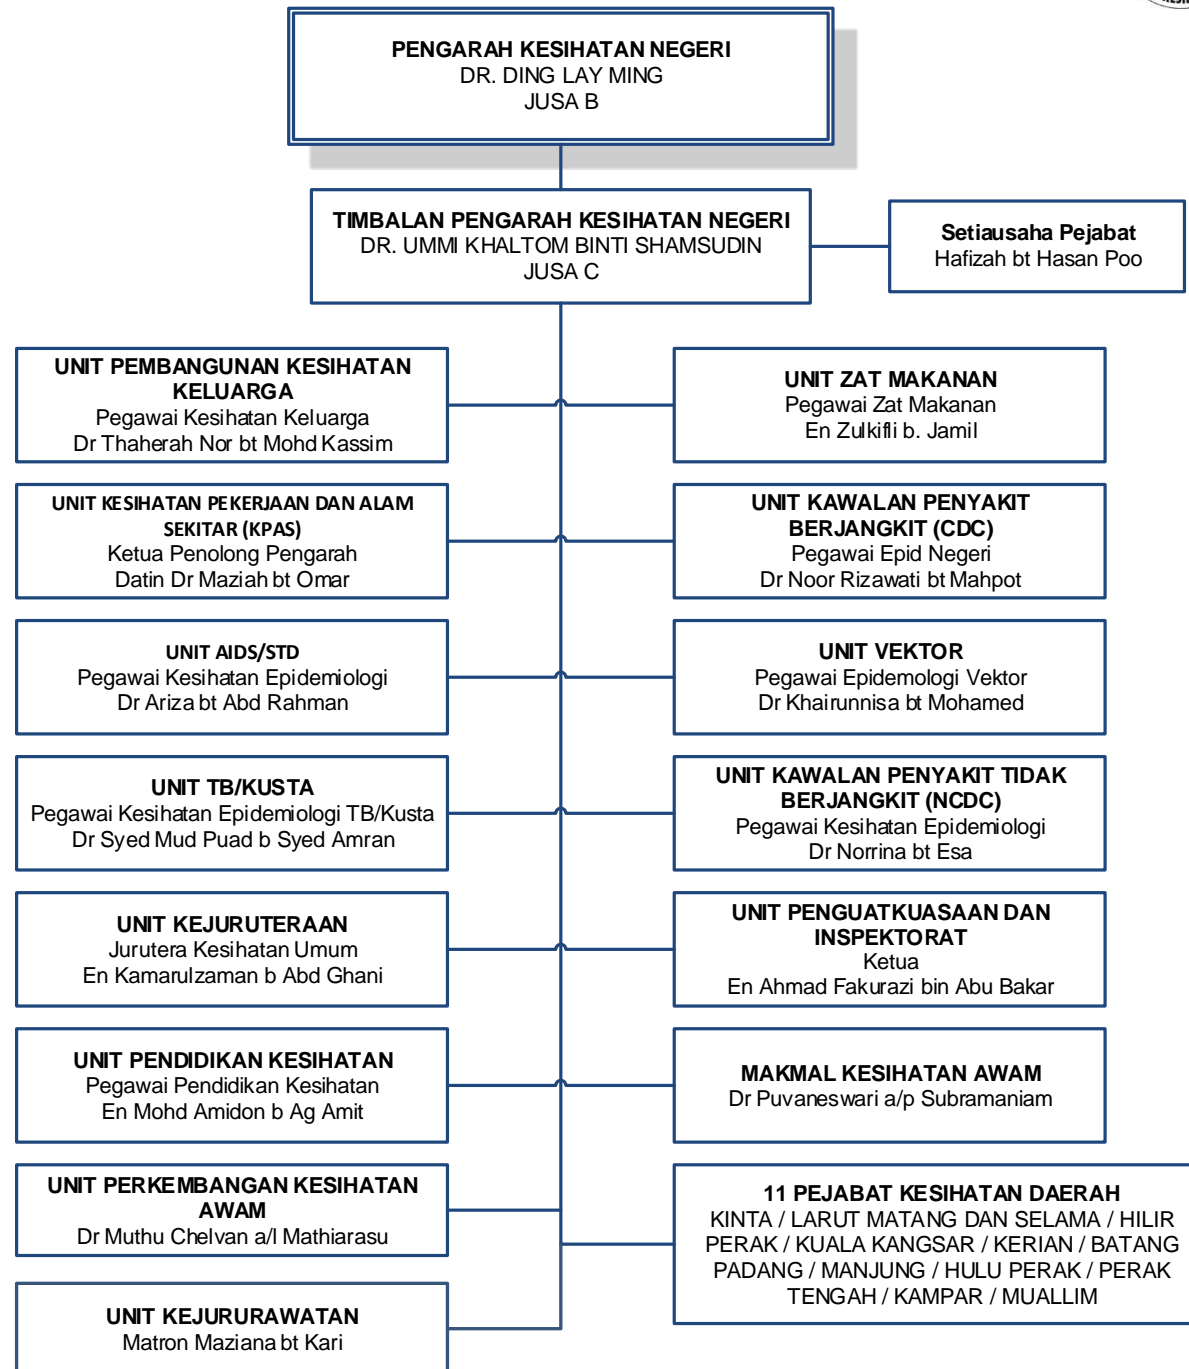 PENGARAH KESIHATAN NEGERI
DR. DING LAY MING
JUSA B
TIMBALAN PENGARAH KESIHATAN NEGERI
DR. UMMI KHALTOM BINTI SHAMSUDIN
JUSA C
Setiausaha Pejabat
Hafizah bt Hasan Poo
UNIT PEMBANGUNAN KESIHATAN
KELUARGA
Pegawai Kesihatan Keluarga
Dr Thaherah Nor bt Mohd Kassim
UNIT ZAT MAKANAN
Pegawai Zat Makanan
En Zulkifli b. Jamil
UNIT KESIHATAN PEKERJAAN DAN ALAM
SEKITAR (KPAS)
Ketua Penolong Pengarah
Datin Dr Maziah bt Omar
UNIT KAWALAN PENYAKIT
BERJANGKIT (CDC)
Pegawai Epid Negeri
Dr Noor Rizawati bt Mahpot
UNIT AIDS/STD
Pegawai Kesihatan Epidemiologi
Dr Ariza bt Abd Rahman
UNIT VEKTOR
Pegawai Epidemologi Vektor
Dr Khairunnisa bt Mohamed
UNIT TB/KUSTA
Pegawai Kesihatan Epidemiologi TB/Kusta
Dr Syed Mud Puad b Syed Amran
UNIT KAWALAN PENYAKIT TIDAK
BERJANGKIT (NCDC)
Pegawai Kesihatan Epidemiologi
Dr Norrina bt Esa
UNIT KEJURUTERAAN
Jurutera Kesihatan Umum
En Kamarulzaman b Abd Ghani
UNIT PENGUATKUASAAN DAN
INSPEKTORAT
Ketua
En Ahmad Fakurazi bin Abu Bakar
UNIT PENDIDIKAN KESIHATAN
Pegawai Pendidikan Kesihatan
En Mohd Amidon b Ag Amit
MAKMAL KESIHATAN AWAM
Dr Puvaneswari a/p Subramaniam
UNIT PERKEMBANGAN KESIHATAN
AWAM
Dr Muthu Chelvan a/l Mathiarasu
11 PEJABAT KESIHATAN DAERAH
KINTA / LARUT MATANG DAN SELAMA / HILIR
PERAK / KUALA KANGSAR / KERIAN / BATANG
PADANG / MANJUNG / HULU PERAK / PERAK
TENGAH / KAMPAR / MUALLIM
UNIT KEJURURAWATAN
Matron Maziana bt Kari